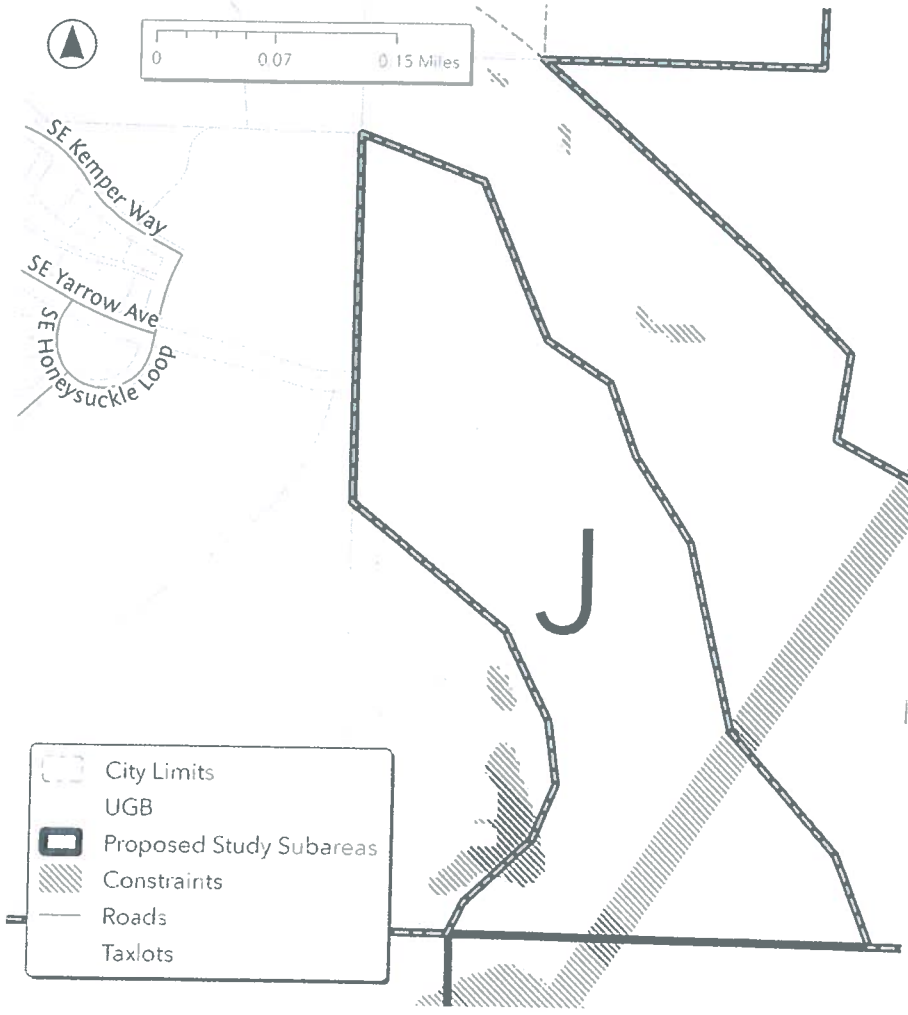 0
0.07
0.15 Miles
SE Kemper Way
SE Yarrow Ave
SE Honeysuckle Loop
J
City Limits
UGB
Proposed Study Subareas
Constraints
Roads
Taxlots